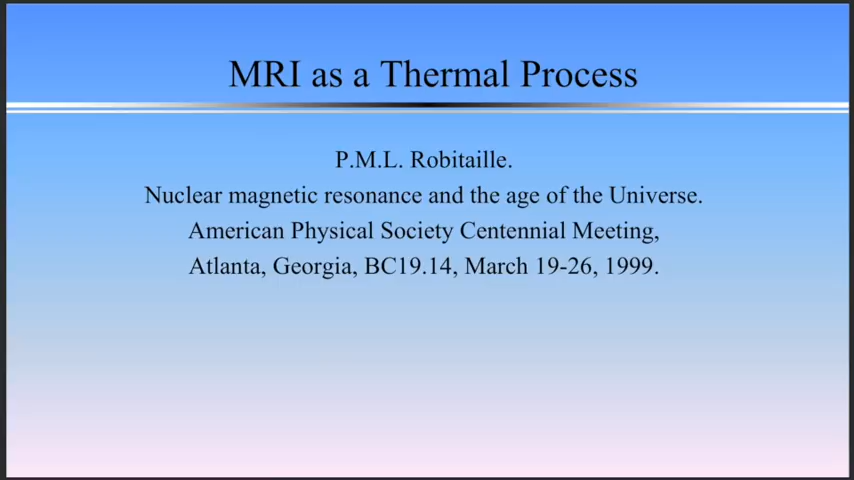 MRI as a Thermal Process
P.M.L. Robitaille.
Nuclear magnetic resonance and the age of the Universe.
American Physical Society Centennial Meeting,
Atlanta, Georgia, BC19.14, March 19-26, 1999.